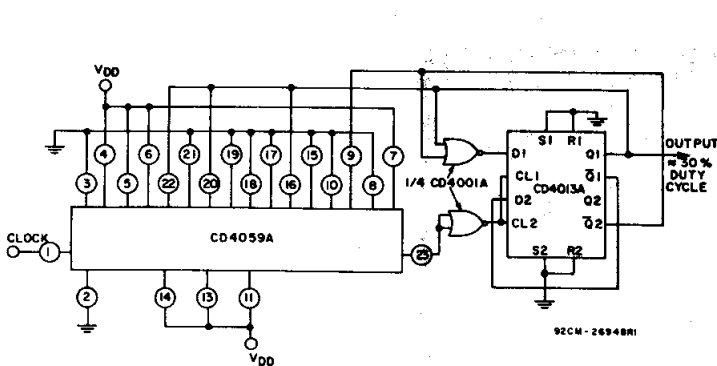 VDD
4 6 21 19 17 15 9 7
3 5 22 20 18 16 10 8
S1 R1
D1 Q1
OUTPUT
≈ 30 %
DUTY
CYCLE
1/4 CD4001A
CL1 Q̅1
CD4013A
D2 Q2
CL2 Q̅2
S2 R2
CLOCK
1
CD4059A
23
2 14 13 11
VDD
92CM-26948R1